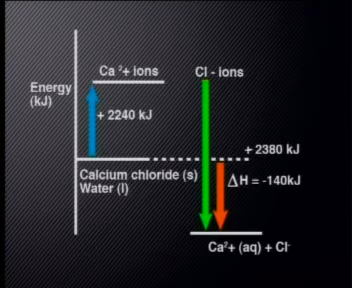 Ca ²+ ions
Cl - ions
Energy
(kJ)
+ 2240 kJ
+ 2380 kJ
Calcium chloride (s)
Water (l)
ΔH = -140kJ
Ca²+ (aq) + Cl⁻